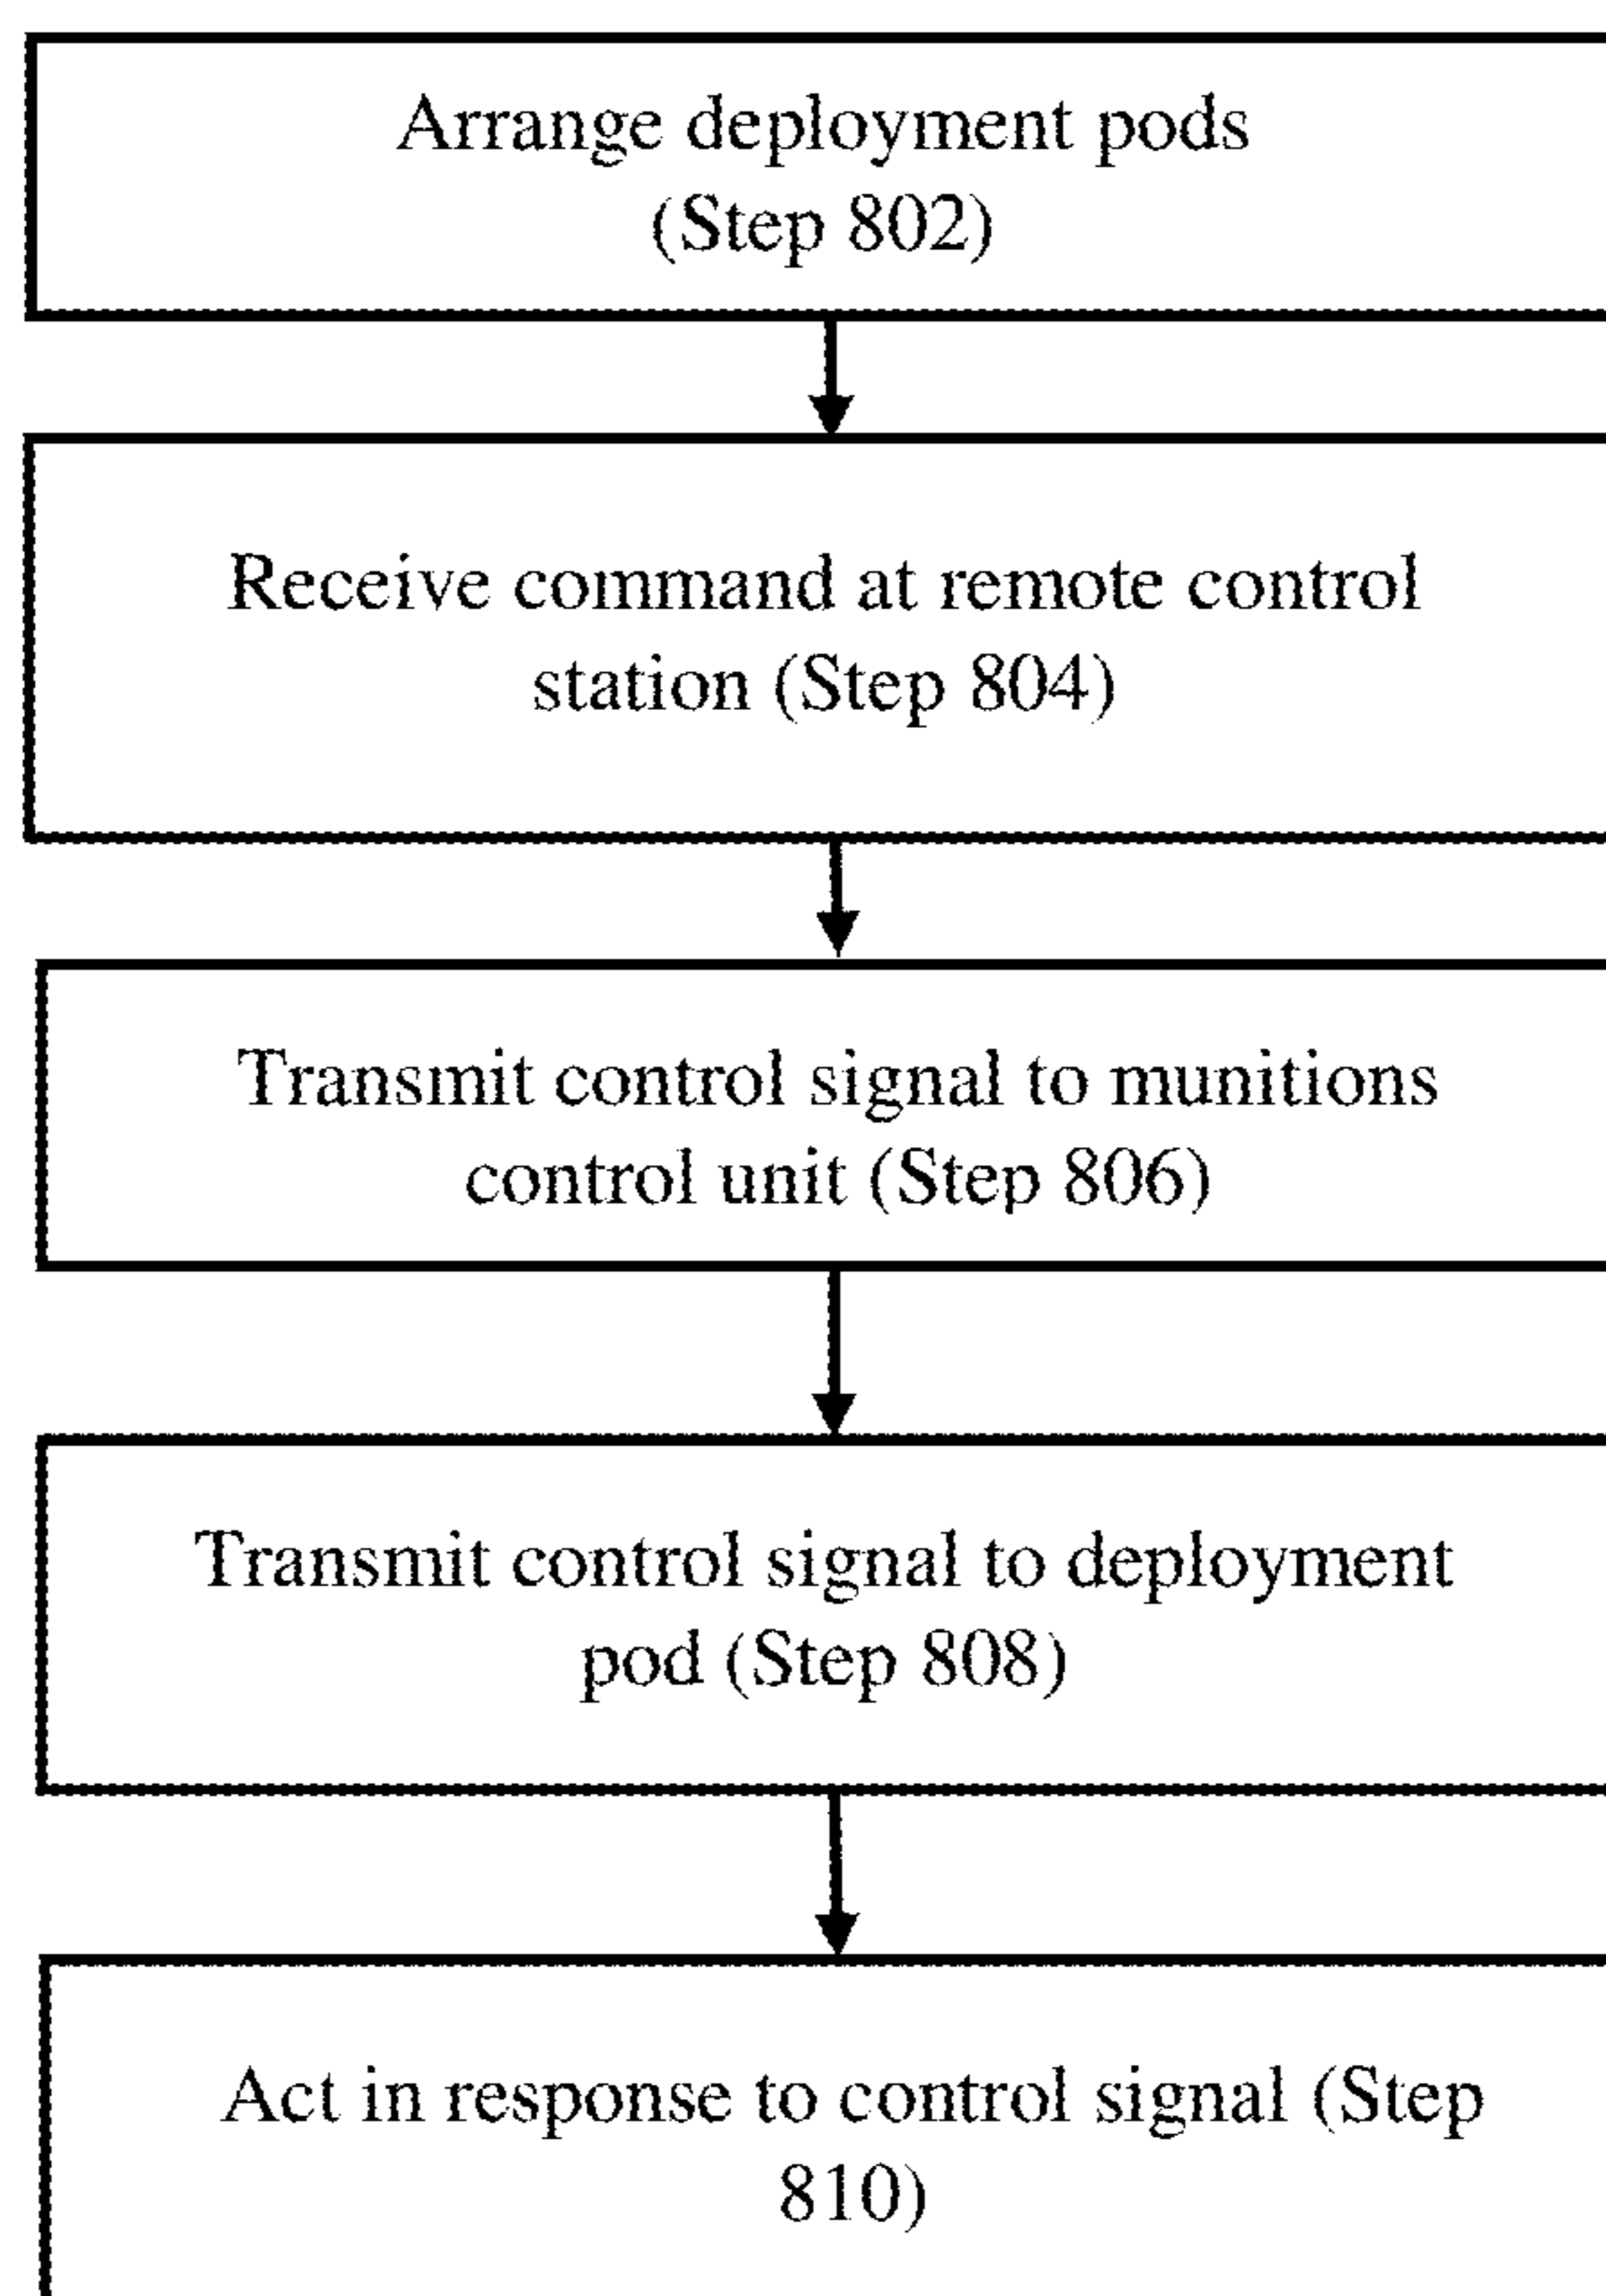 Arrange deployment pods
(Step 802)
Receive command at remote control
station (Step 804)
Transmit control signal to munitions
control unit (Step 806)
Transmit control signal to deployment
pod (Step 808)
Act in response to control signal (Step
810)